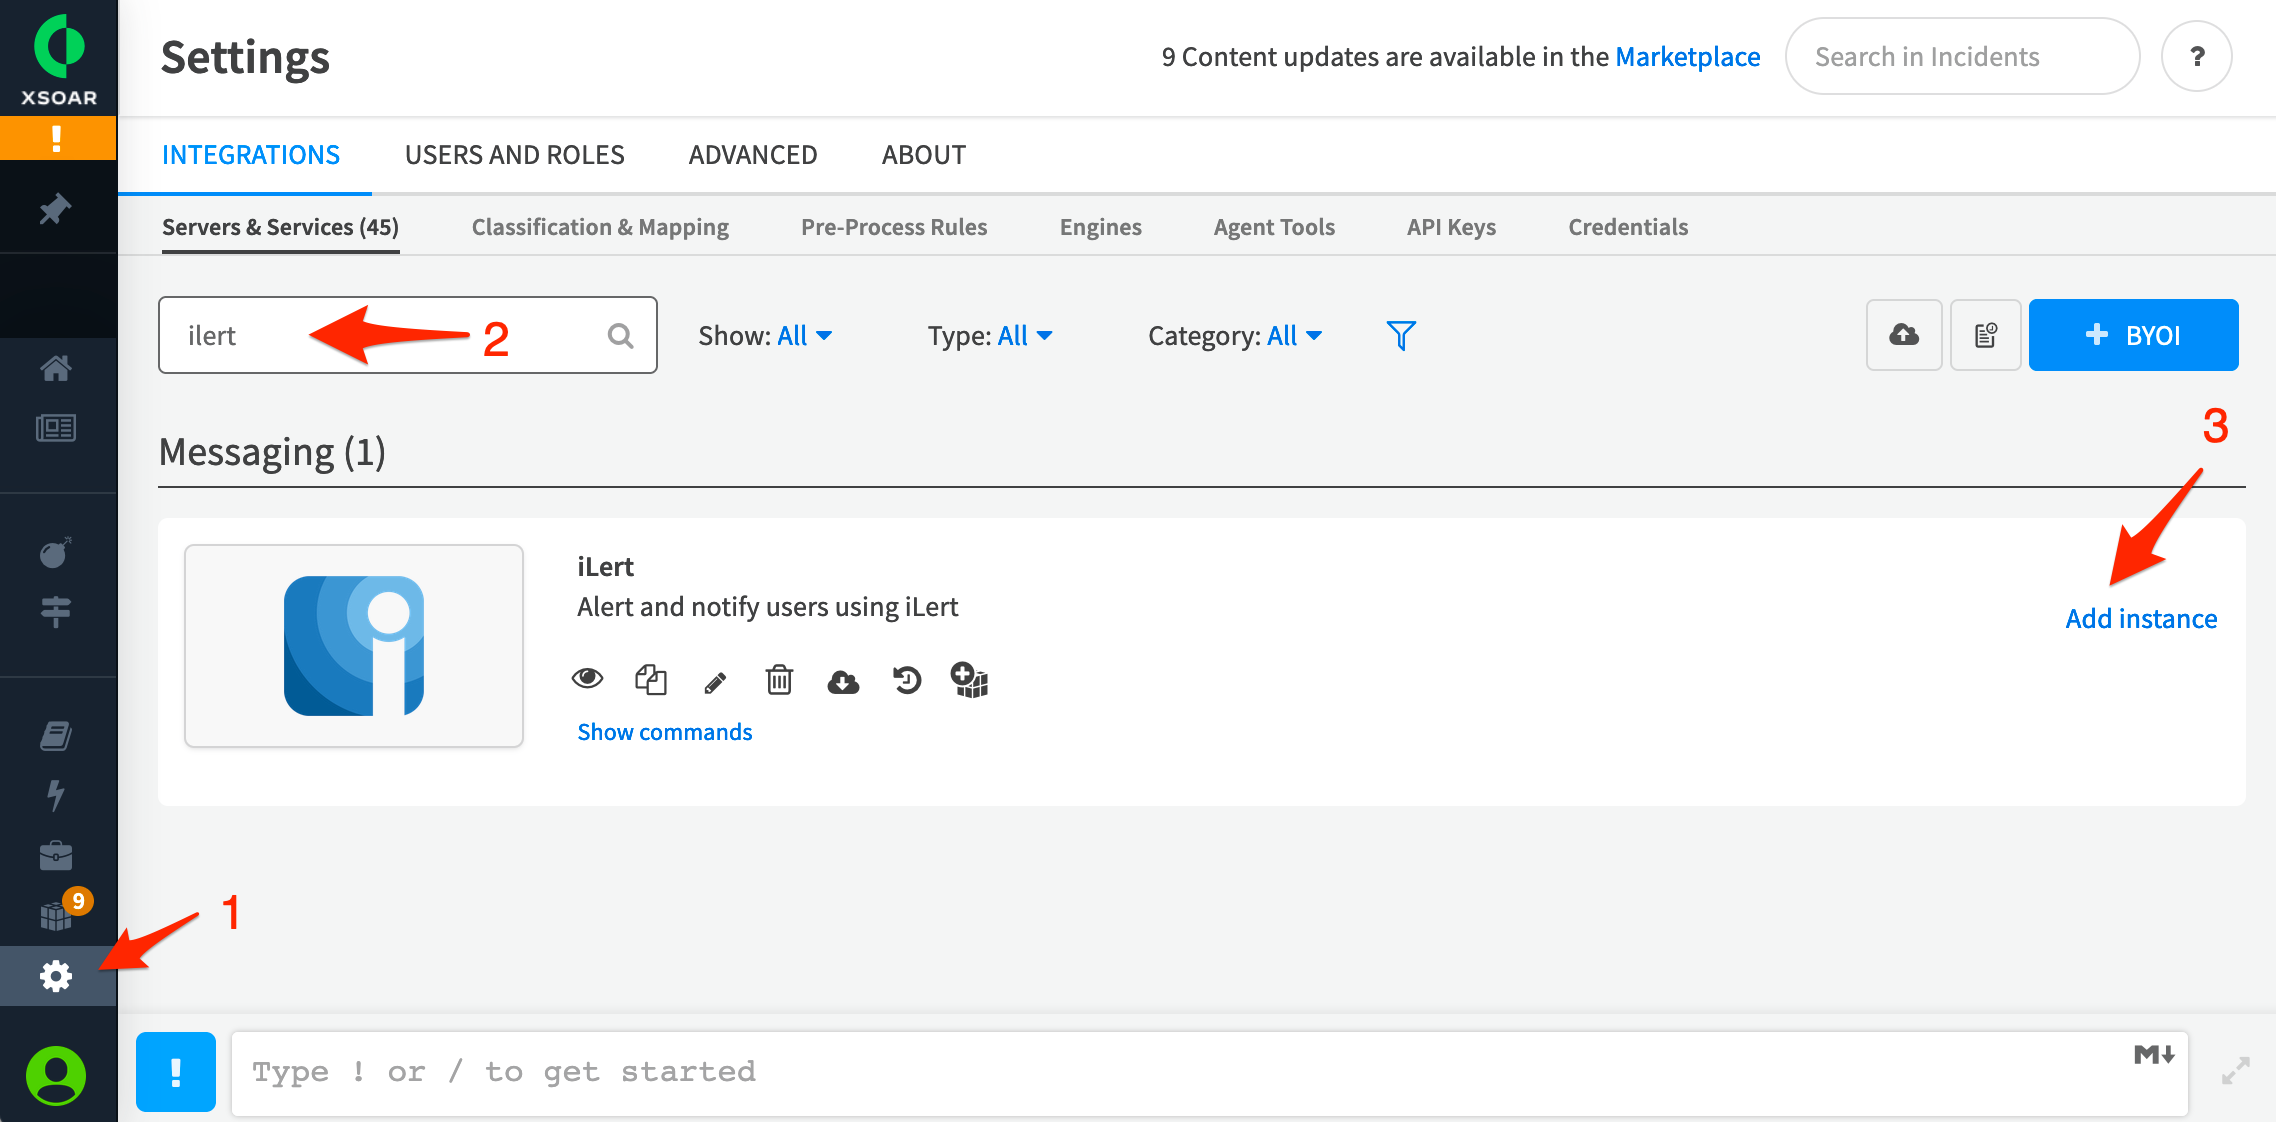 XSOAR
!
Settings
9 Content updates are available in the Marketplace
Search in Incidents
?
INTEGRATIONS
USERS AND ROLES
ADVANCED
ABOUT
Servers & Services (45)
Classification & Mapping
Pre-Process Rules
Engines
Agent Tools
API Keys
Credentials
ilert
2
Show: All
Type: All
Category: All
+ BYOI
3
Messaging (1)
iLert
Alert and notify users using iLert
Add instance
Show commands
9
1
!
Type ! or / to get started
M↓